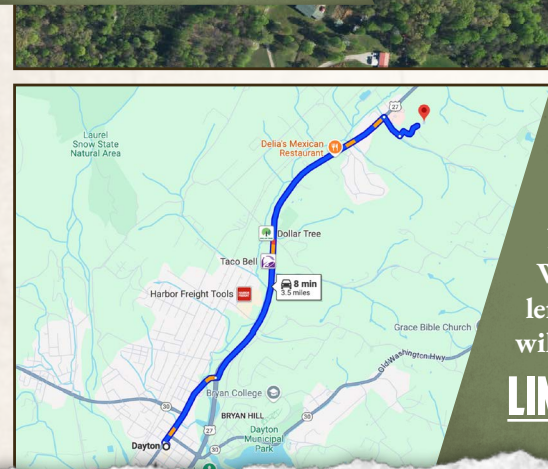 27
Laurel
Snow State
Natural Area
Delia's Mexican
Restaurant
Dollar Tree
Taco Bell
8 min
3.5 miles
Harbor Freight Tools
Grace Bible Church
Old Washington Hwy
Bryan College
30
BRYAN HILL
30
30
27
Dayton
Municipal
Park
Dayton